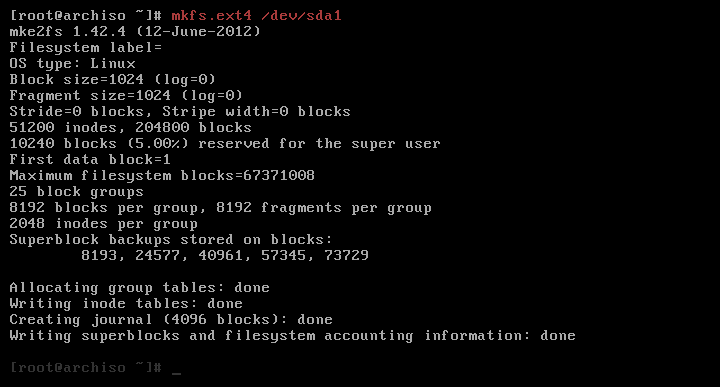 [root@archiso ~]# mkfs.ext4 /dev/sda1
mke2fs 1.42.4 (12-June-2012)
Filesystem label=
OS type: Linux
Block size=1024 (log=0)
Fragment size=1024 (log=0)
Stride=0 blocks, Stripe width=0 blocks
51200 inodes, 204800 blocks
10240 blocks (5.00%) reserved for the super user
First data block=1
Maximum filesystem blocks=67371008
25 block groups
8192 blocks per group, 8192 fragments per group
2048 inodes per group
Superblock backups stored on blocks:
        8193, 24577, 40961, 57345, 73729

Allocating group tables: done
Writing inode tables: done
Creating journal (4096 blocks): done
Writing superblocks and filesystem accounting information: done

[root@archiso ~]# _